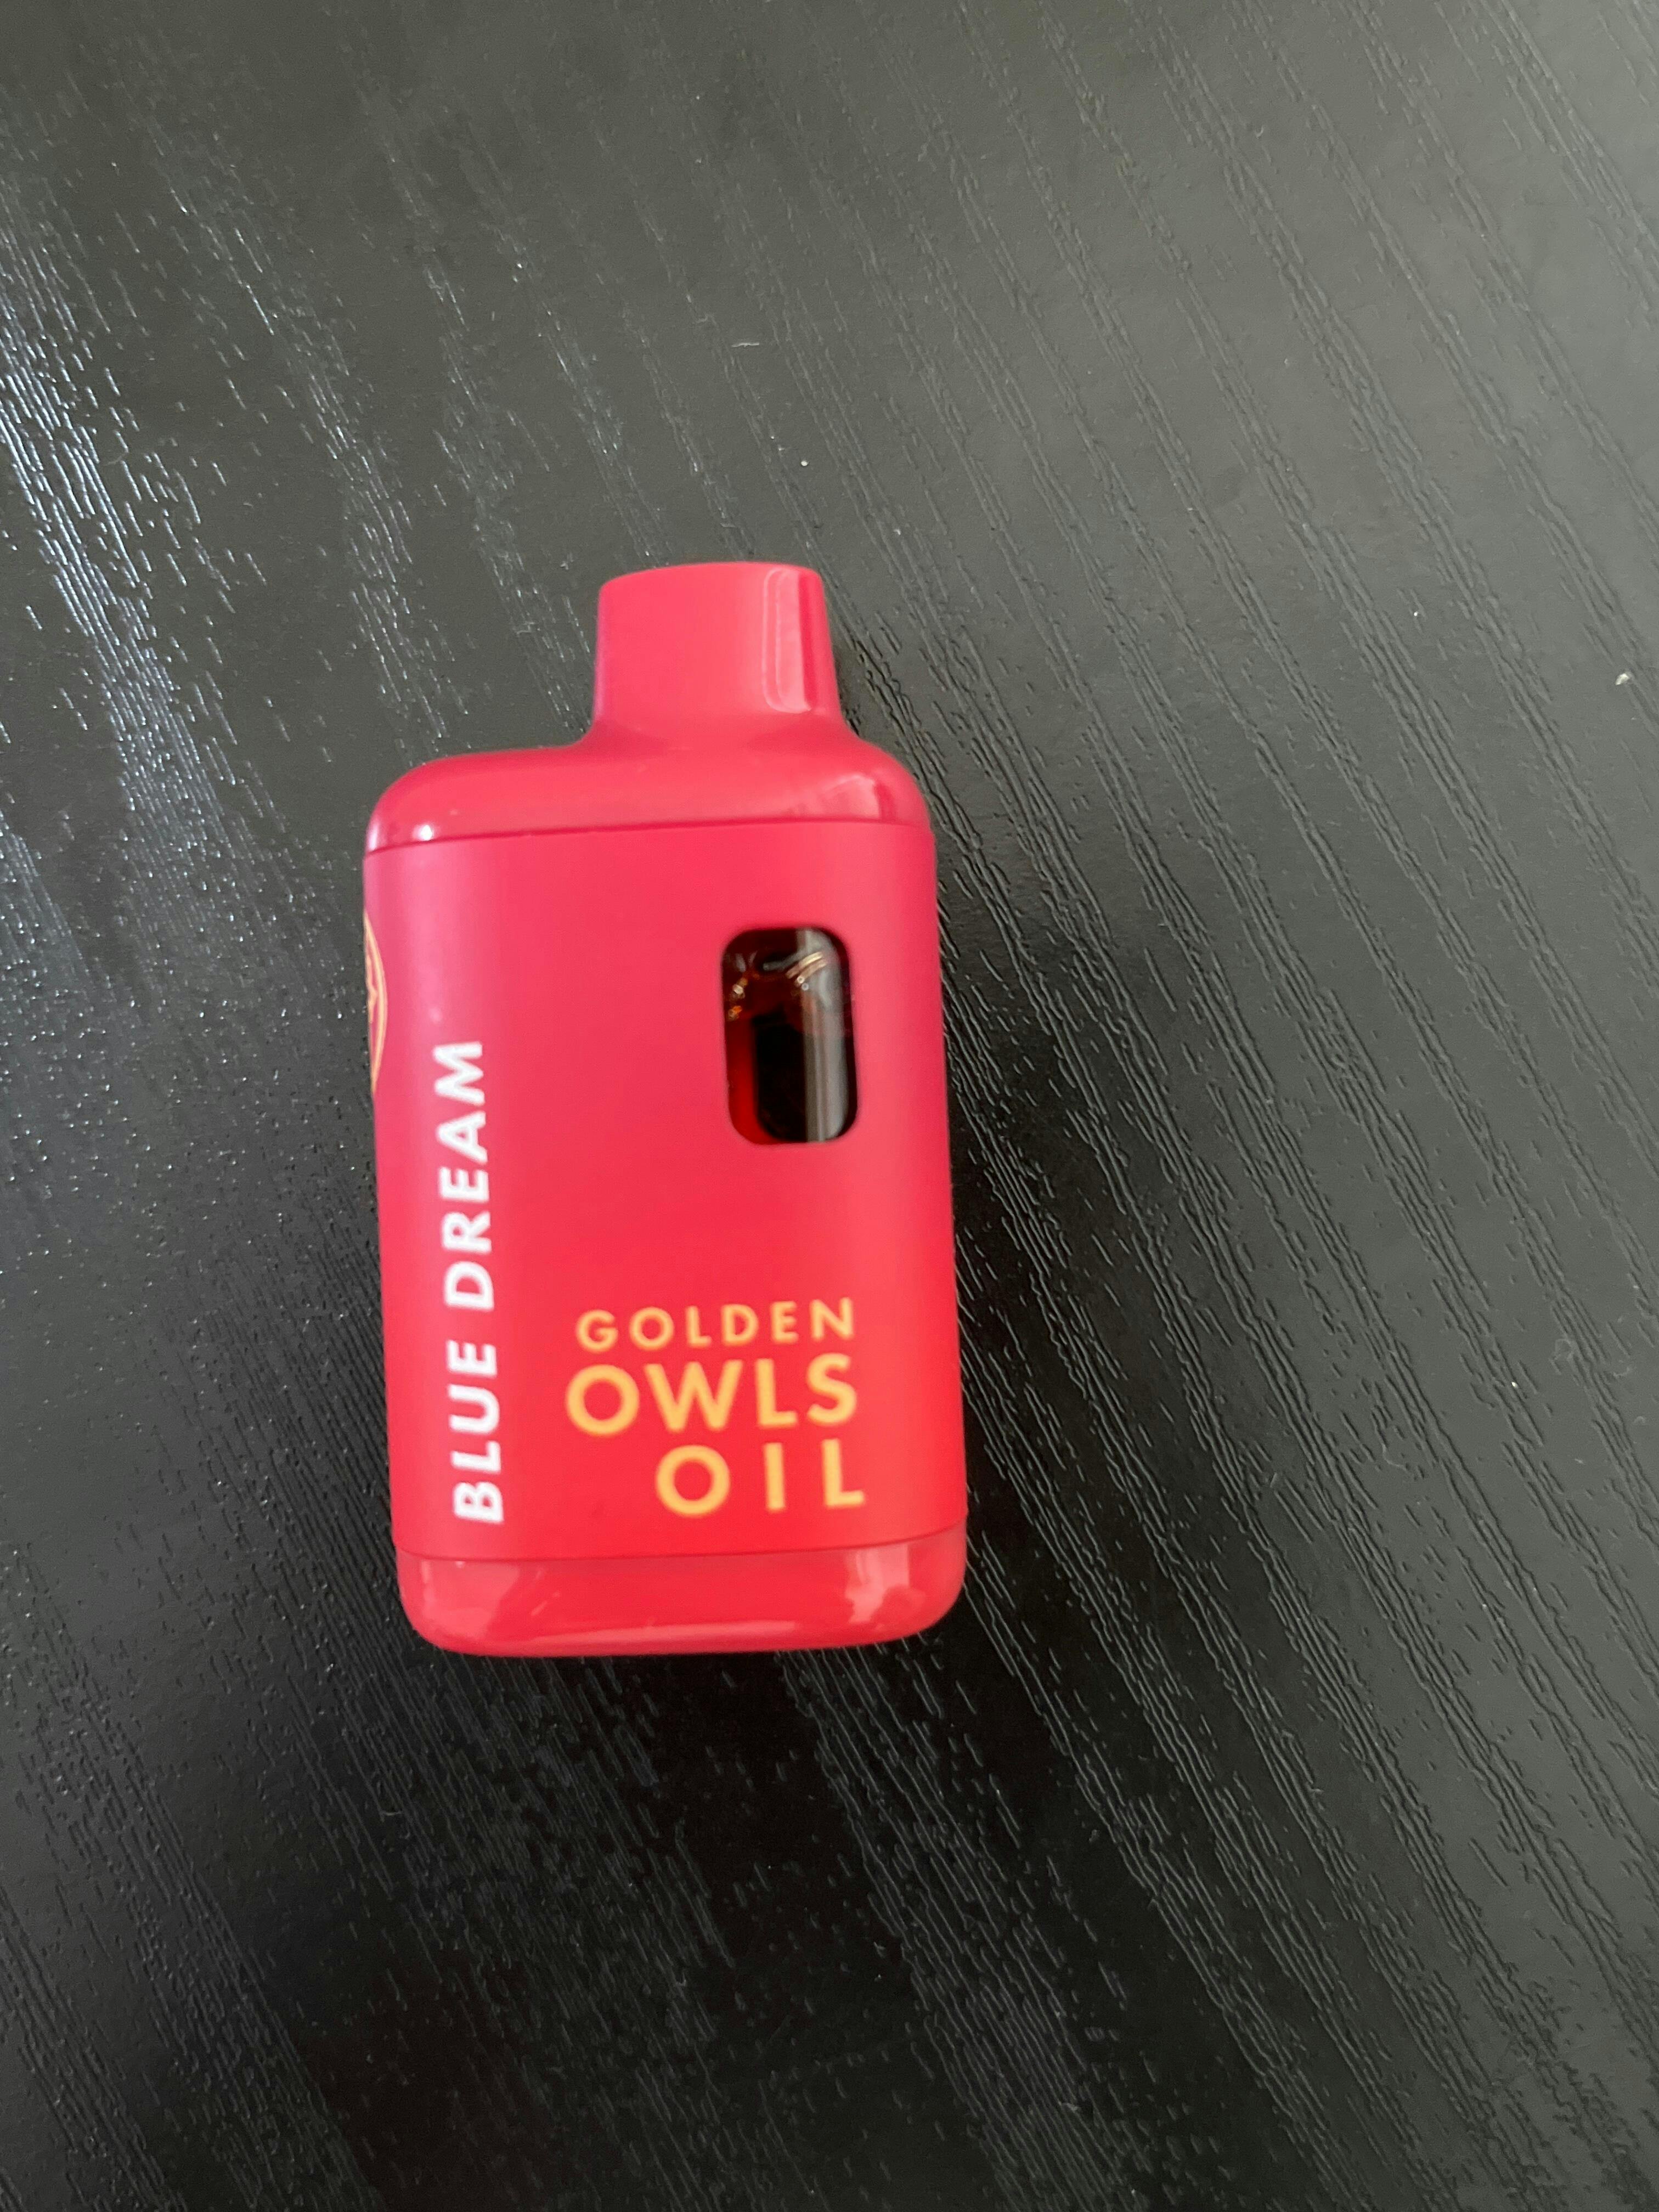 BLUE DREAM
GOLDEN
OWLS
OIL